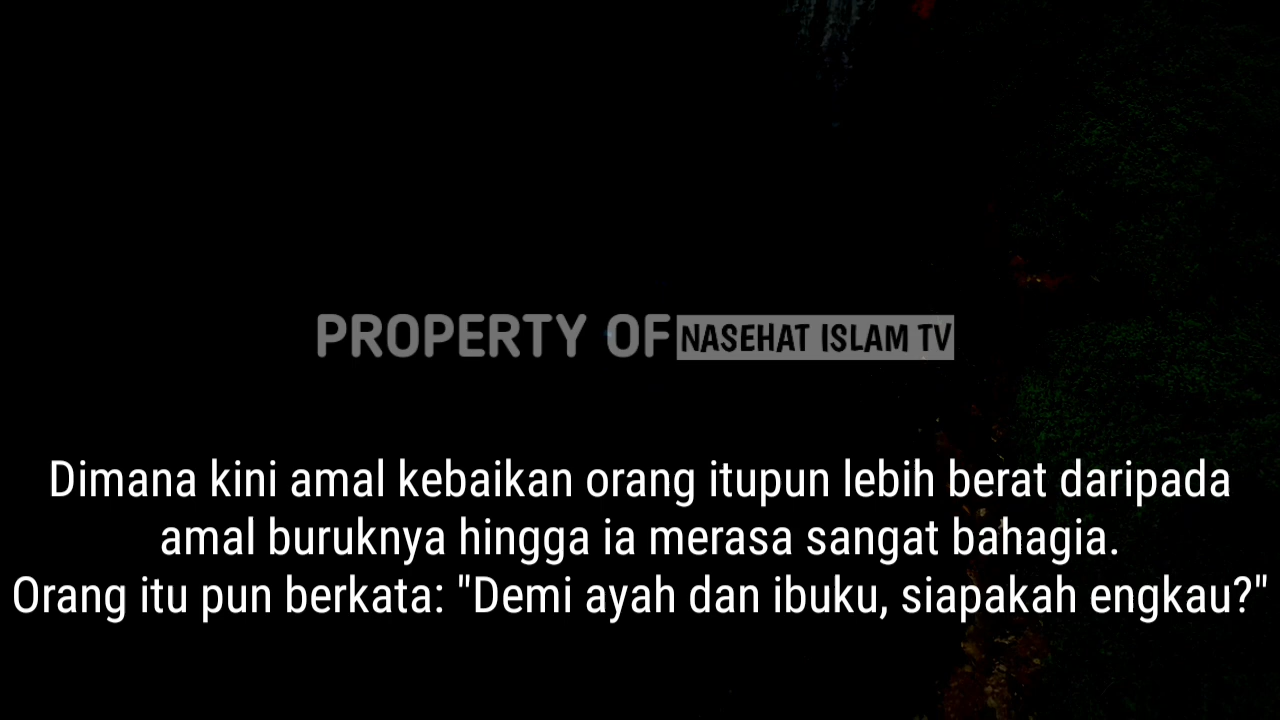 PROPERTY OF NASEHAT ISLAM TV
Dimana kini amal kebaikan orang itupun lebih berat daripada
amal buruknya hingga ia merasa sangat bahagia.
Orang itu pun berkata: "Demi ayah dan ibuku, siapakah engkau?"